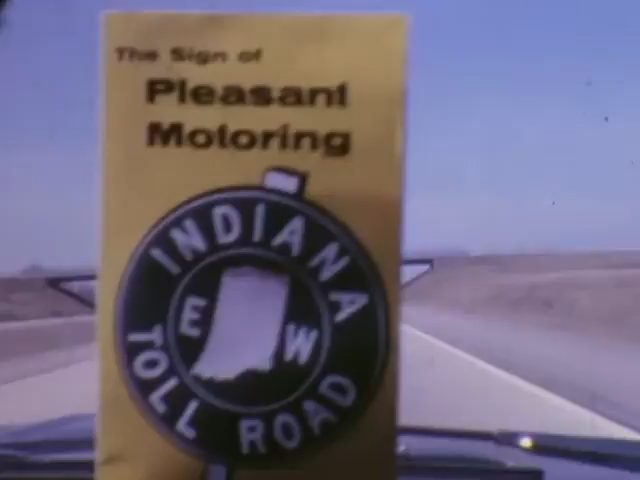 The Sign of
Pleasant
Motoring
INDIANA
E W
TOLL ROAD